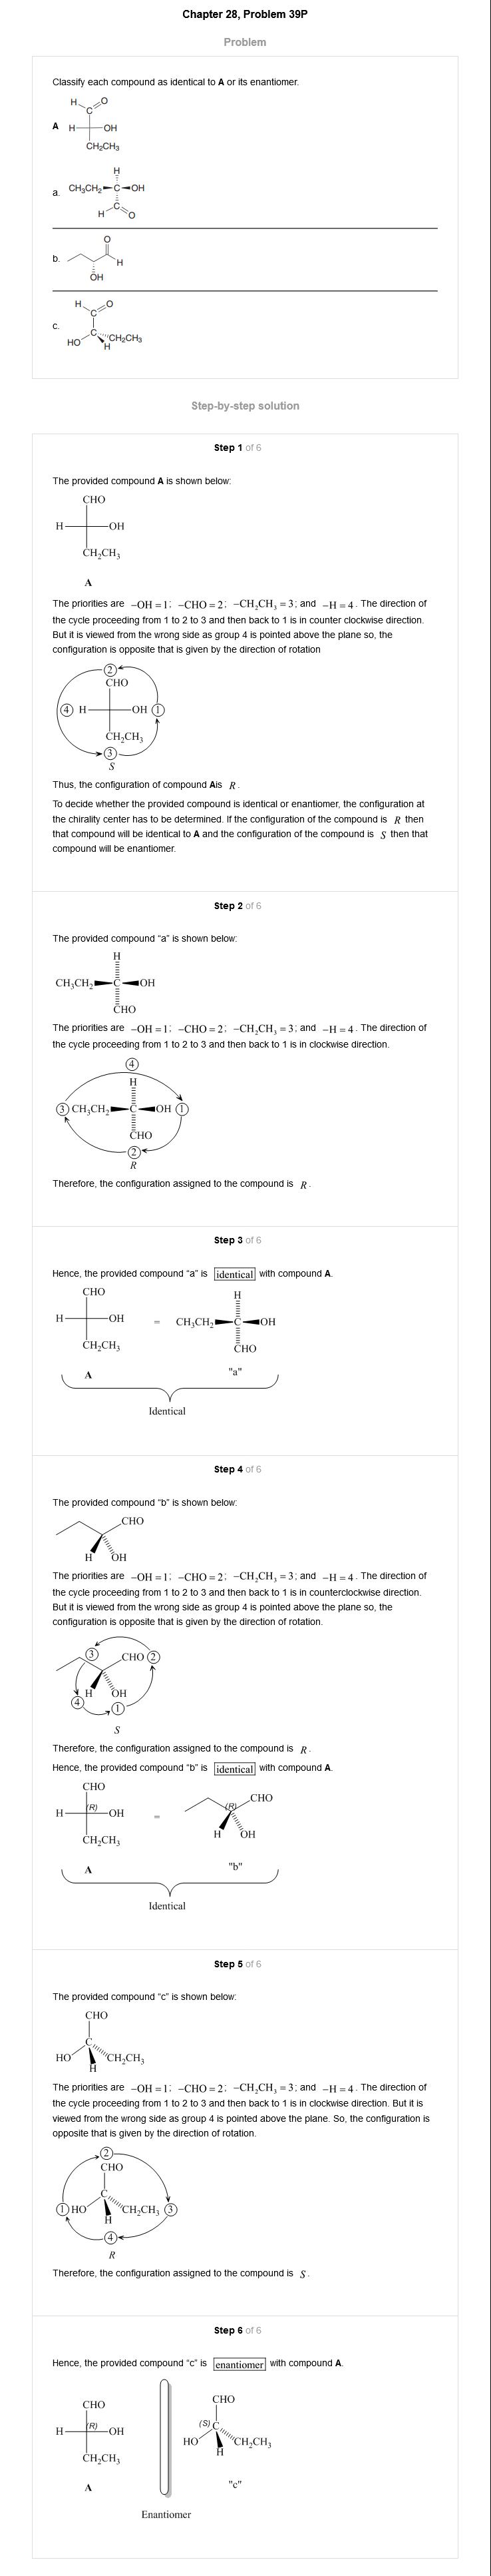 Chapter 28, Problem 39P
Problem
Classify each compound as identical to A or its enantiomer.
H
C
O
A H OH
CH₂CH₃
H
a. CH₃CH₂ C OH
C
H O
O
b.
H
OH
H O
C
c.
C
HO CH₂CH₃
H
Step-by-step solution
Step 1 of 6
The provided compound A is shown below:
CHO
H OH
CH₂CH₃
A
The priorities are –OH = 1; –CHO = 2; –CH₂CH₃ = 3; and –H = 4. The direction of
the cycle proceeding from 1 to 2 to 3 and then back to 1 is in counter clockwise direction.
But it is viewed from the wrong side as group 4 is pointed above the plane so, the
configuration is opposite that is given by the direction of rotation
2
CHO
4 H OH 1
CH₂CH₃
3
S
Thus, the configuration of compound Ais R.
To decide whether the provided compound is identical or enantiomer, the configuration at
the chirality center has to be determined. If the configuration of the compound is R then
that compound will be identical to A and the configuration of the compound is S then that
compound will be enantiomer.
Step 2 of 6
The provided compound “a” is shown below:
H
CH₃CH₂ C OH
CHO
The priorities are –OH = 1; –CHO = 2; –CH₂CH₃ = 3; and –H = 4. The direction of
the cycle proceeding from 1 to 2 to 3 and then back to 1 is in clockwise direction.
4
H
3 CH₃CH₂ C OH 1
CHO
2
R
Therefore, the configuration assigned to the compound is R.
Step 3 of 6
Hence, the provided compound “a” is identical with compound A.
CHO H
H OH = CH₃CH₂ C OH
CH₂CH₃ CHO
A "a"
Identical
Step 4 of 6
The provided compound “b” is shown below:
CHO
H OH
The priorities are –OH = 1; –CHO = 2; –CH₂CH₃ = 3; and –H = 4. The direction of
the cycle proceeding from 1 to 2 to 3 and then back to 1 is in counterclockwise direction.
But it is viewed from the wrong side as group 4 is pointed above the plane so, the
configuration is opposite that is given by the direction of rotation.
3 CHO 2
H OH
4 1
S
Therefore, the configuration assigned to the compound is R.
Hence, the provided compound “b” is identical with compound A.
CHO
(R) (R) CHO
H OH =
CH₂CH₃ H OH
A "b"
Identical
Step 5 of 6
The provided compound “c” is shown below:
CHO
C
HO CH₂CH₃
H
The priorities are –OH = 1; –CHO = 2; –CH₂CH₃ = 3; and –H = 4. The direction of
the cycle proceeding from 1 to 2 to 3 and then back to 1 is in clockwise direction. But it is
viewed from the wrong side as group 4 is pointed above the plane. So, the configuration is
opposite that is given by the direction of rotation.
2
CHO
C
1 HO CH₂CH₃ 3
H
4
R
Therefore, the configuration assigned to the compound is S.
Step 6 of 6
Hence, the provided compound “c” is enantiomer with compound A.
CHO CHO
(R) (S) C
H OH HO CH₂CH₃
CH₂CH₃ H
A "c"
Enantiomer